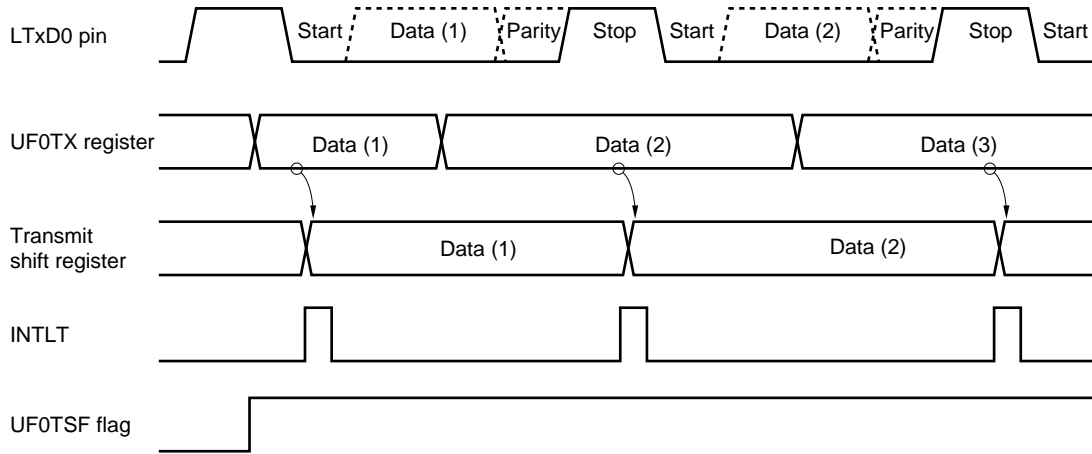 LTxD0 pin
Start
Data (1)
Parity
Stop
Start
Data (2)
Parity
Stop
Start
UF0TX register
Data (1)
Data (2)
Data (3)
Transmit
shift register
Data (1)
Data (2)
INTLT
UF0TSF flag